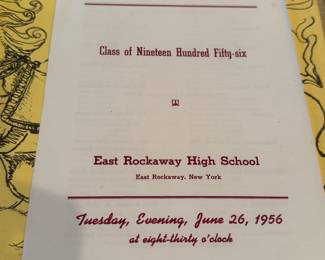 Class of Nineteen Hundred Fifty-six
East Rockaway High School
East Rockaway, New York
Tuesday, Evening, June 26, 1956
at eight-thirty o'clock